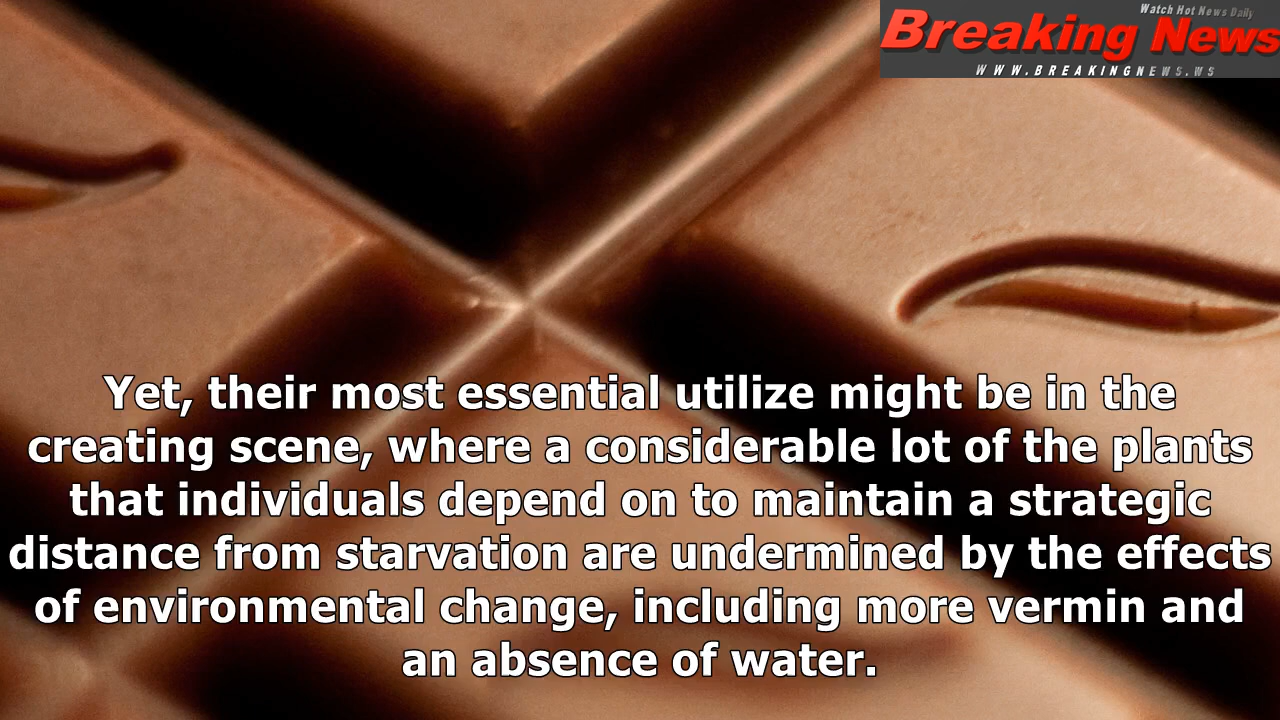 Watch Hot News Daily
Breaking News
WWW.BREAKINGNEWS.WS
Yet, their most essential utilize might be in the
creating scene, where a considerable lot of the plants
that individuals depend on to maintain a strategic
distance from starvation are undermined by the effects
of environmental change, including more vermin and
an absence of water.